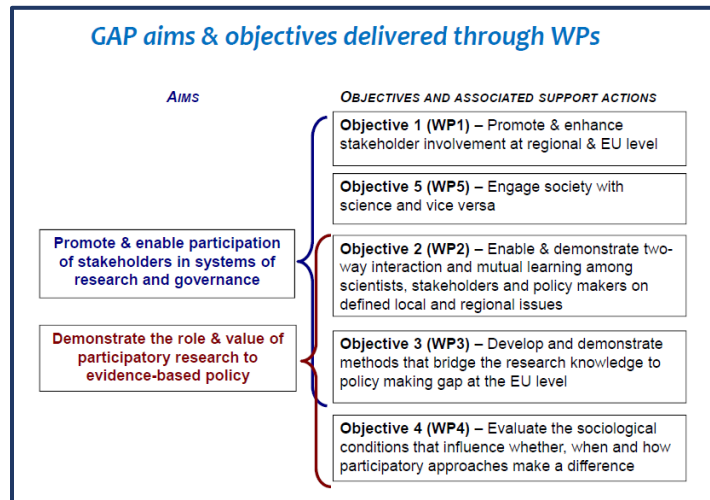 GAP aims & objectives delivered through WPs
AIMS
OBJECTIVES AND ASSOCIATED SUPPORT ACTIONS
Promote & enable participation
of stakeholders in systems of
research and governance
Demonstrate the role & value of
participatory research to
evidence-based policy
Objective 1 (WP1) – Promote & enhance
stakeholder involvement at regional & EU level
Objective 5 (WP5) – Engage society with
science and vice versa
Objective 2 (WP2) – Enable & demonstrate two-
way interaction and mutual learning among
scientists, stakeholders and policy makers on
defined local and regional issues
Objective 3 (WP3) – Develop and demonstrate
methods that bridge the research knowledge to
policy making gap at the EU level
Objective 4 (WP4) – Evaluate the sociological
conditions that influence whether, when and how
participatory approaches make a difference